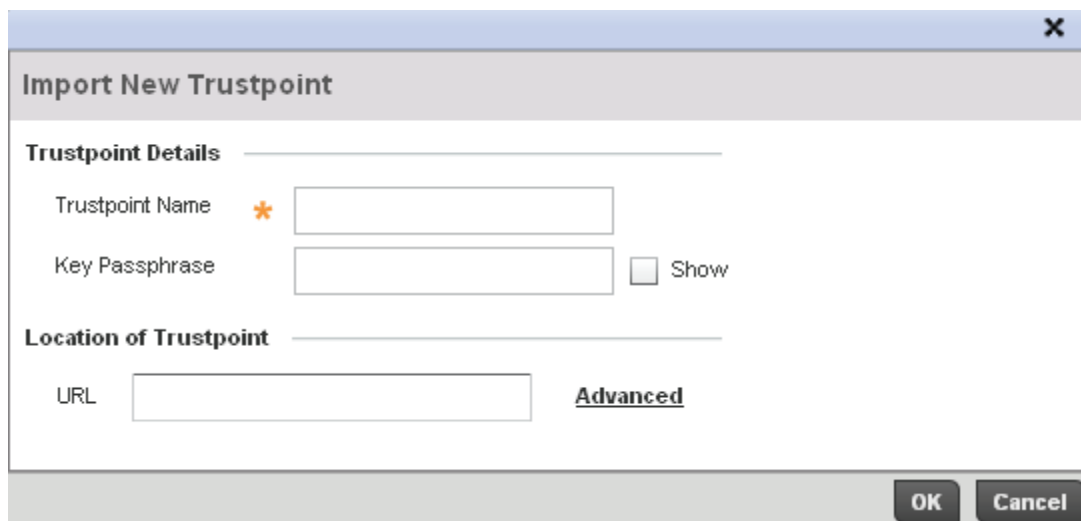 Import New Trustpoint
Trustpoint Details
Trustpoint Name *
Key Passphrase Show
Location of Trustpoint
URL Advanced
OK Cancel